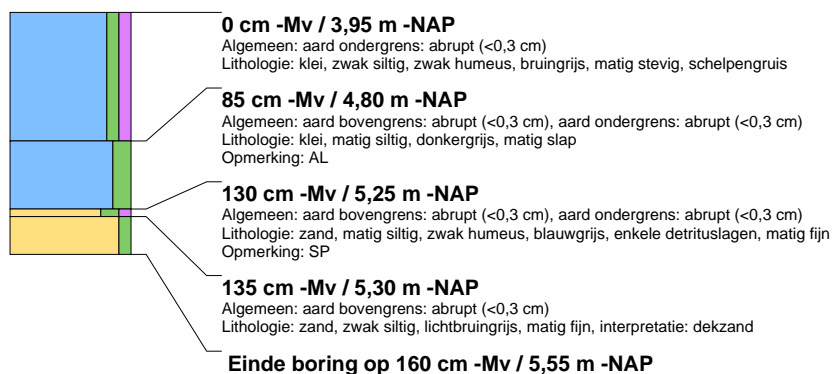 0 cm -Mv / 3,95 m -NAP
Algemeen: aard ondergrens: abrupt (<0,3 cm)
Lithologie: klei, zwak siltig, zwak humeus, bruingrijs, matig stevig, schelpengruis
85 cm -Mv / 4,80 m -NAP
Algemeen: aard bovengrens: abrupt (<0,3 cm), aard ondergrens: abrupt (<0,3 cm)
Lithologie: klei, matig siltig, donkergrijs, matig slap
Opmerking: AL
130 cm -Mv / 5,25 m -NAP
Algemeen: aard bovengrens: abrupt (<0,3 cm), aard ondergrens: abrupt (<0,3 cm)
Lithologie: zand, matig siltig, zwak humeus, blauwgrijs, enkele detrituslagen, matig fijn
Opmerking: SP
135 cm -Mv / 5,30 m -NAP
Algemeen: aard bovengrens: abrupt (<0,3 cm)
Lithologie: zand, zwak siltig, lichtbruingrijs, matig fijn, interpretatie: dekzand
Einde boring op 160 cm -Mv / 5,55 m -NAP